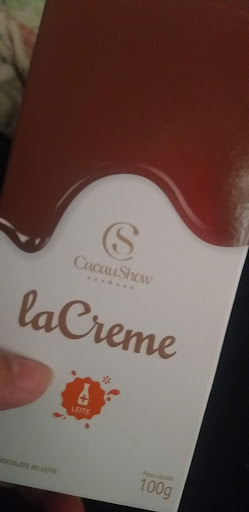 CacauShow
laCreme
LEITE
CHOCOLATE AO LEITE
Peso Líquido
100g